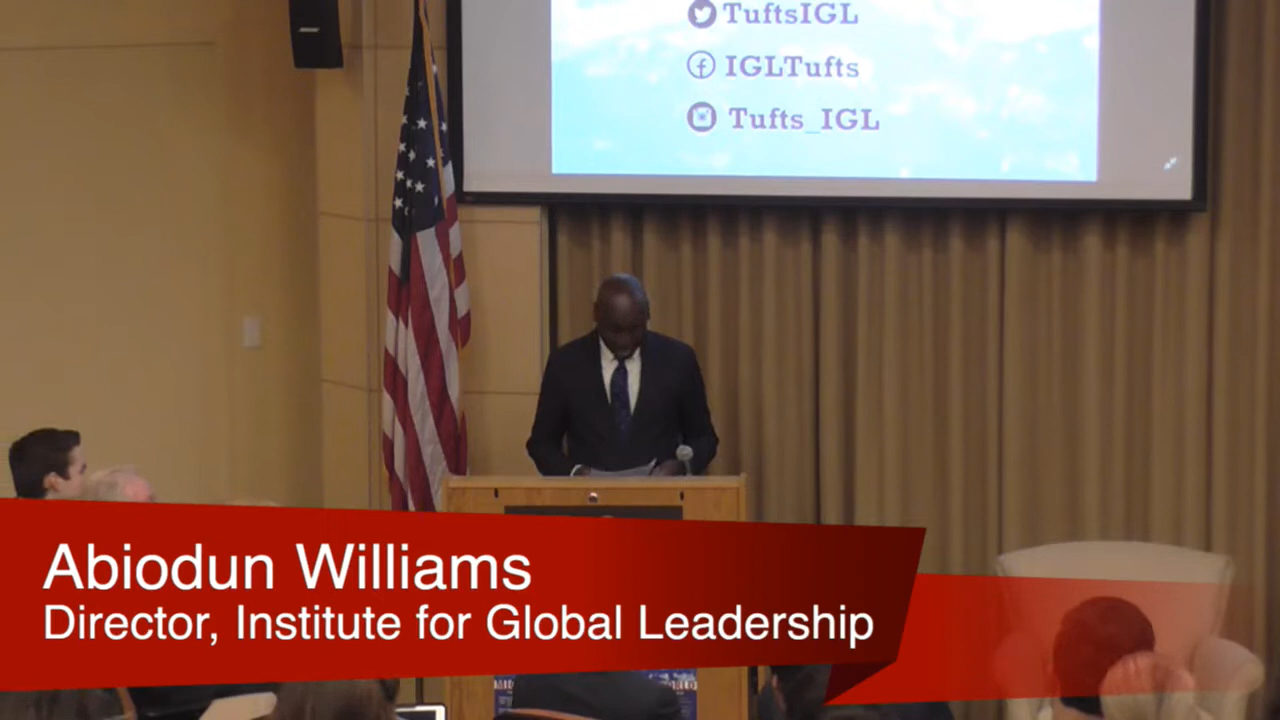 TuftsIGL
IGLTufts
Tufts_IGL
Abiodun Williams
Director, Institute for Global Leadership